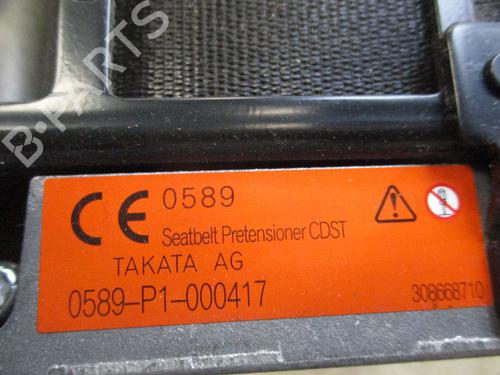 B-PARTS
CE 0589
Seatbelt Pretensioner CDST
TAKATA AG
0589-P1-000417
308668710